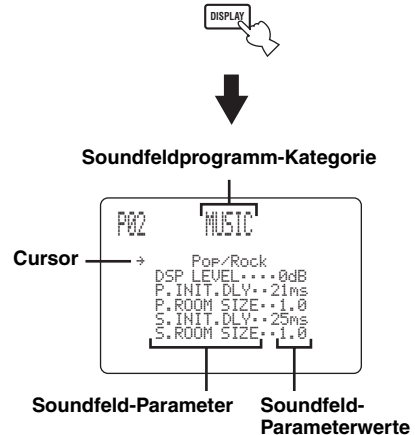 DISPLAY
Soundfeldprogramm-Kategorie
P02 MUSIC
Cursor
→ Pop/Rock
DSP LEVEL····0dB
P.INIT.DLY··21ms
P.ROOM SIZE··1.0
S.INIT.DLY··25ms
S.ROOM SIZE··1.0
Soundfeld-Parameter
Soundfeld-
Parameterwerte